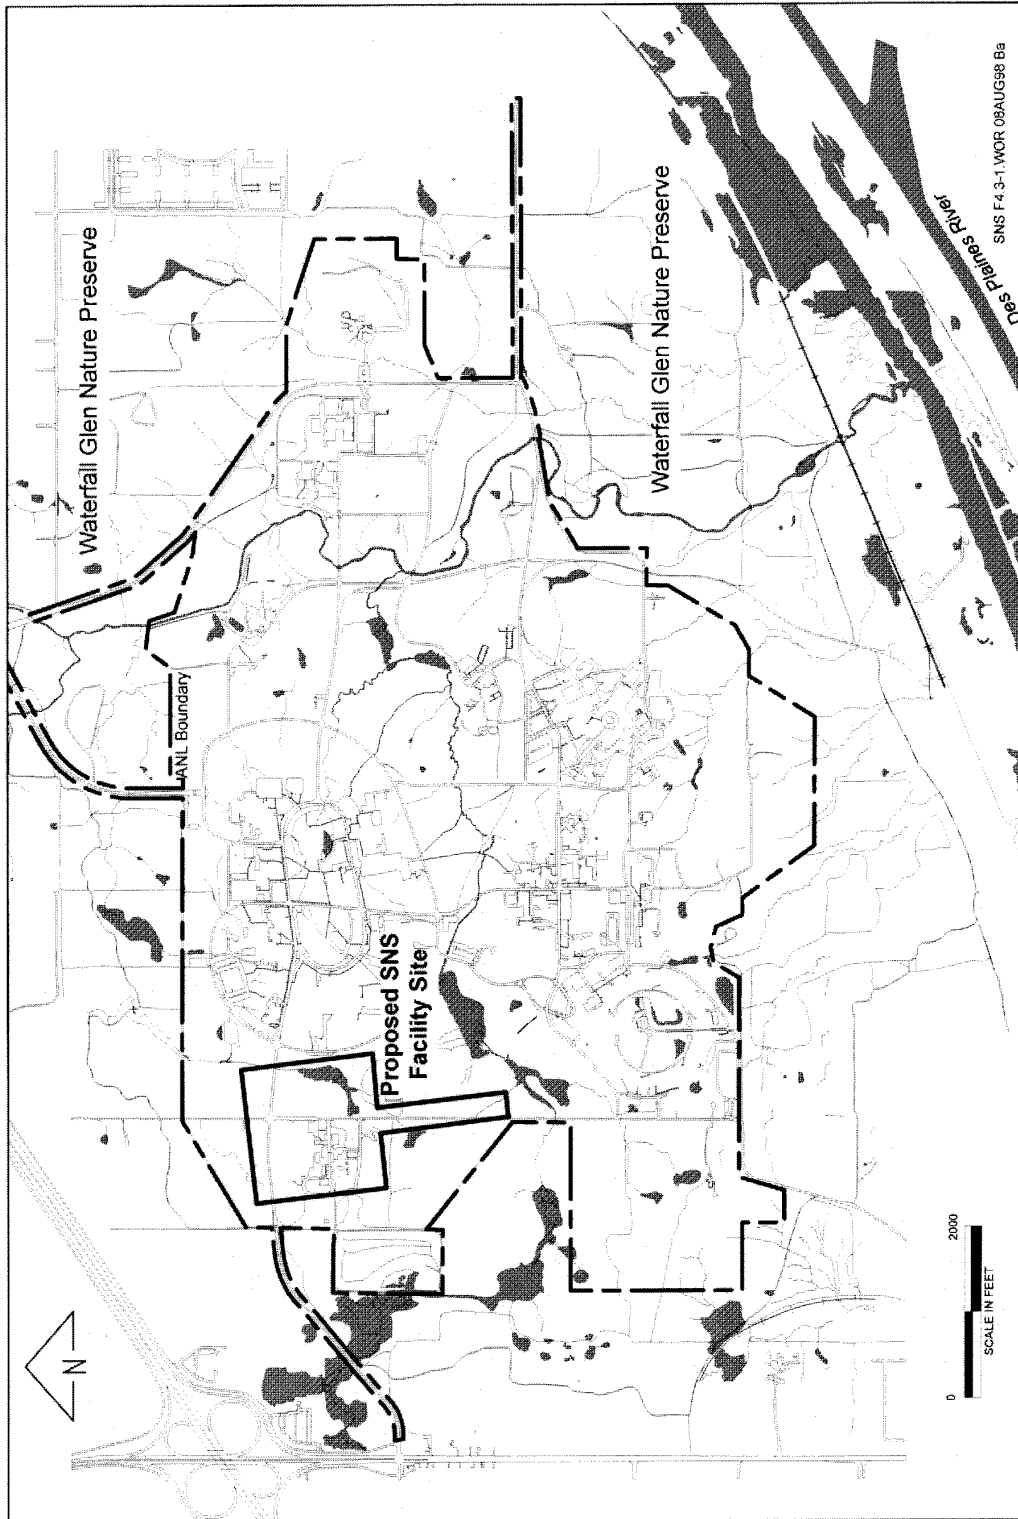 N
Waterfall Glen Nature Preserve
ANL Boundary
Proposed SNS
Facility Site
Waterfall Glen Nature Preserve
Des Plaines River
0
2000
SCALE IN FEET
SNS F4.3-1.WOR 08AUG98 Ba